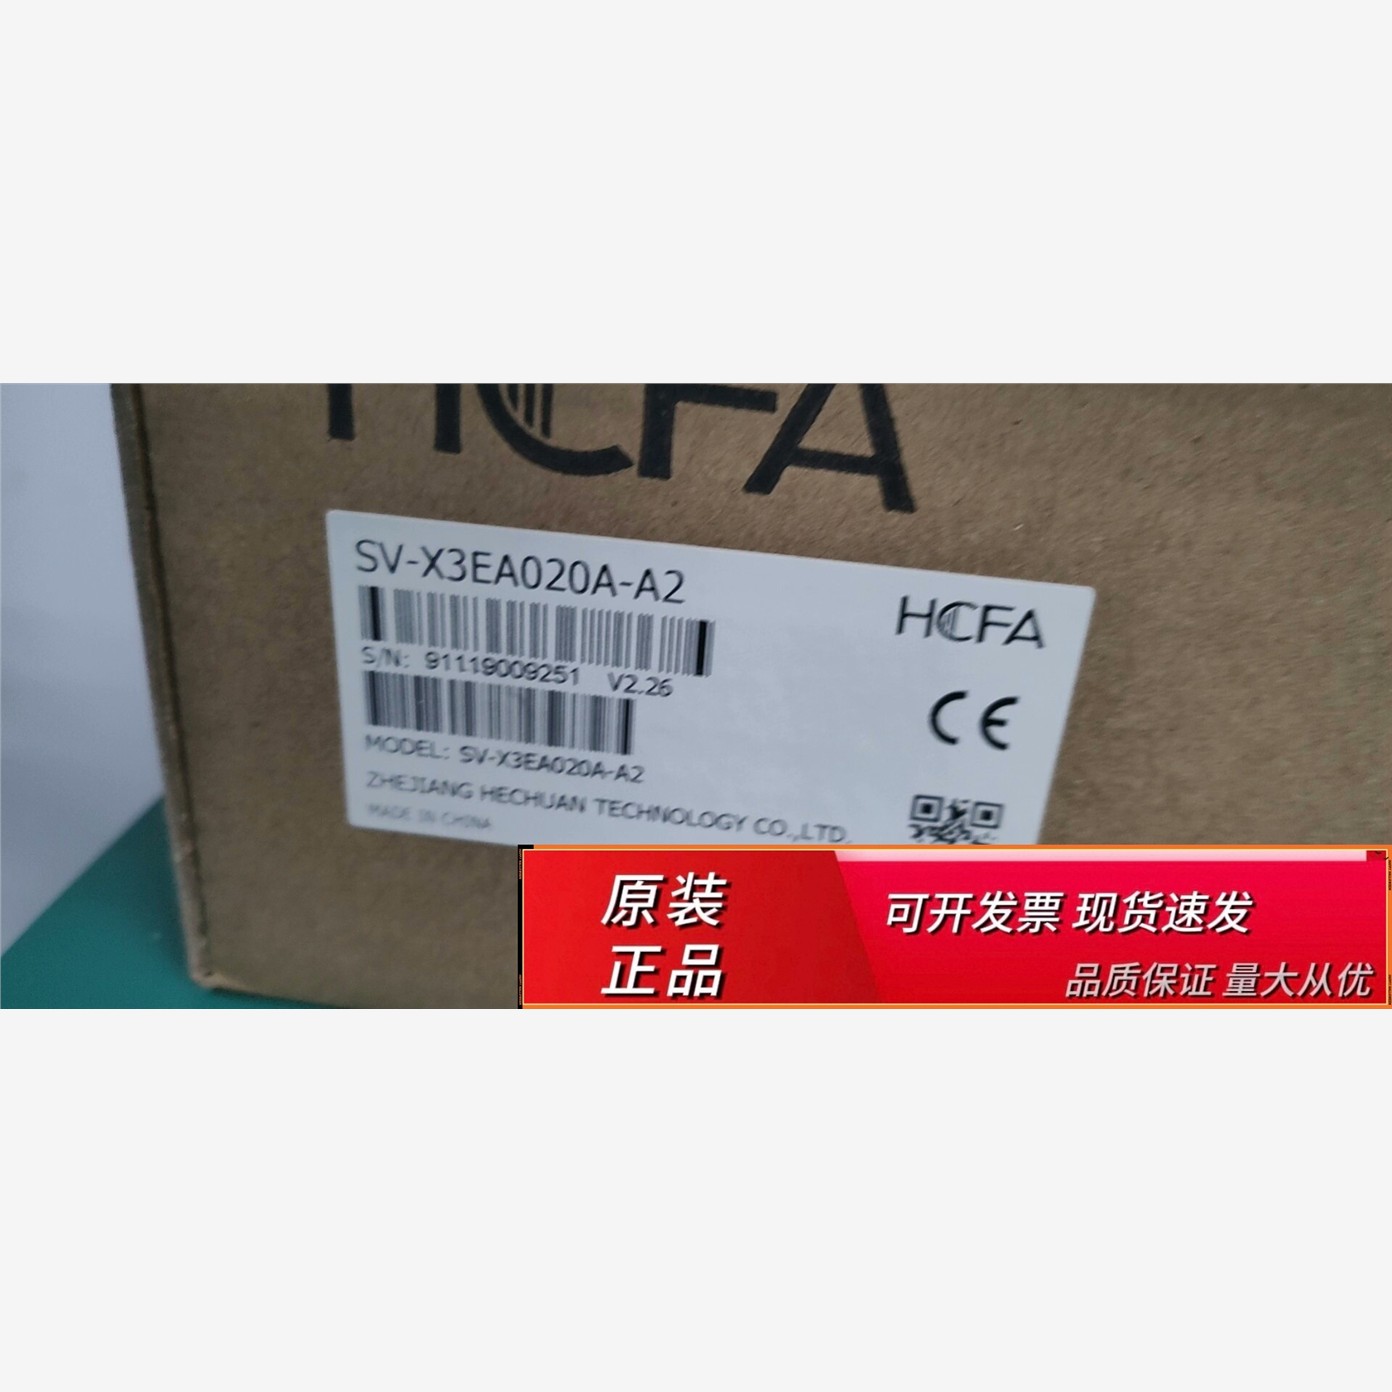 HCFA
SV-X3EA020A-A2
HCFA
S/N: 91119009251 V2.26
CE
MODEL: SV-X3EA020A-A2
ZHEJIANG HECHUAN TECHNOLOGY CO.,LTD.
MADE IN CHINA
原装
正品
可开发票 现货速发
品质保证 量大从优